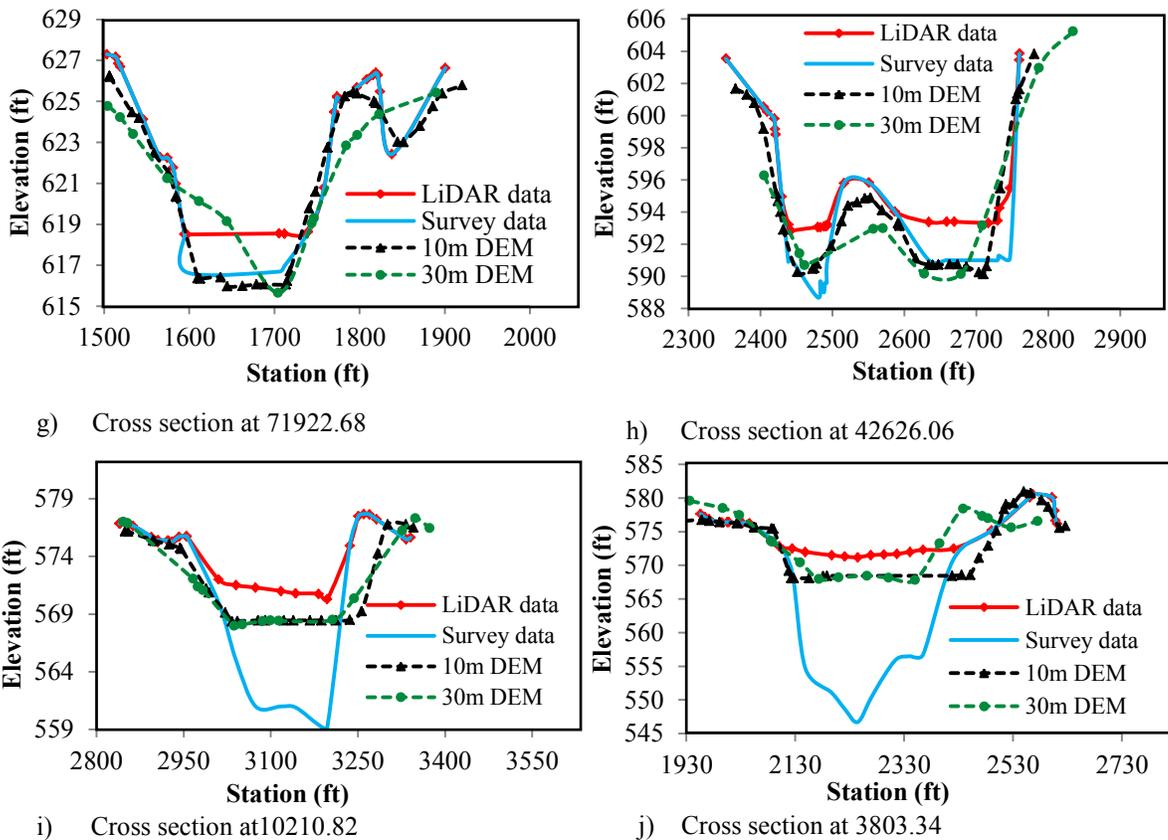 629
627
625
623
621
619
617
615
Elevation (ft)
1500 1600 1700 1800 1900 2000
Station (ft)
LiDAR data
Survey data
10m DEM
30m DEM
g) Cross section at 71922.68
606
604
602
600
598
596
594
592
590
588
Elevation (ft)
2300 2400 2500 2600 2700 2800 2900
Station (ft)
LiDAR data
Survey data
10m DEM
30m DEM
h) Cross section at 42626.06
579
574
569
564
559
Elevation (ft)
2800 2950 3100 3250 3400 3550
Station (ft)
LiDAR data
Survey data
10m DEM
30m DEM
i) Cross section at10210.82
585
580
575
570
565
560
555
550
545
Elevation (ft)
1930 2130 2330 2530 2730
Station (ft)
LiDAR data
Survey data
10m DEM
30m DEM
j) Cross section at 3803.34